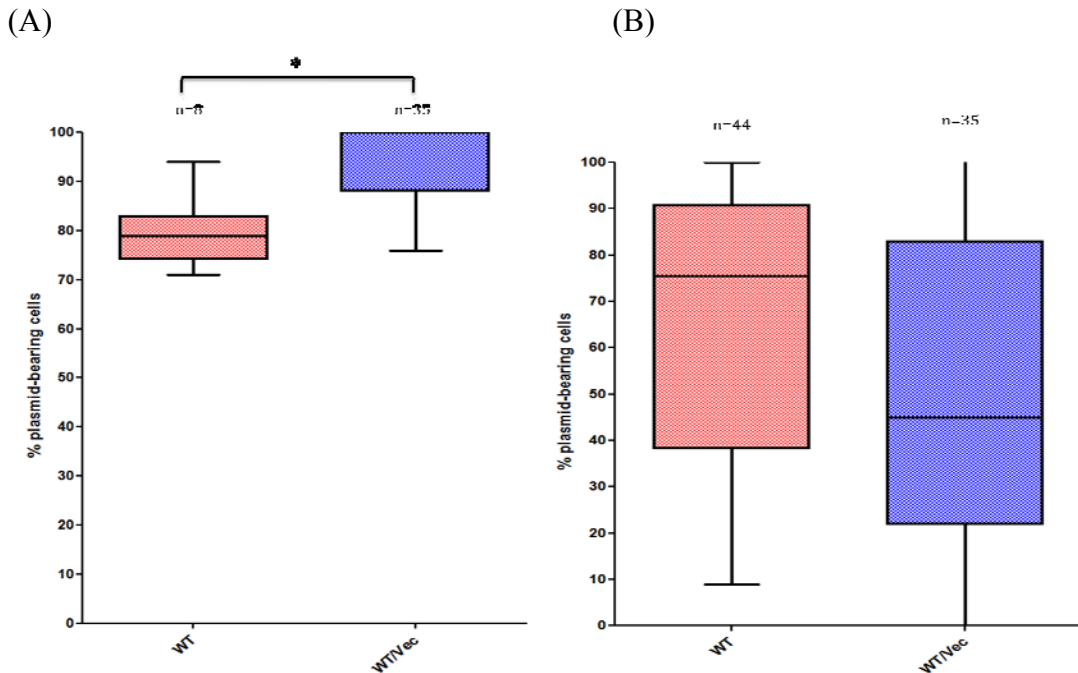 (A)
(B)
*
n=8
n=35
n=44
n=35
% plasmid-bearing cells
100
90
80
70
60
50
40
30
20
10
0
WT
WT/Vec
% plasmid-bearing cells
100
90
80
70
60
50
40
30
20
10
0
WT
WT/Vec